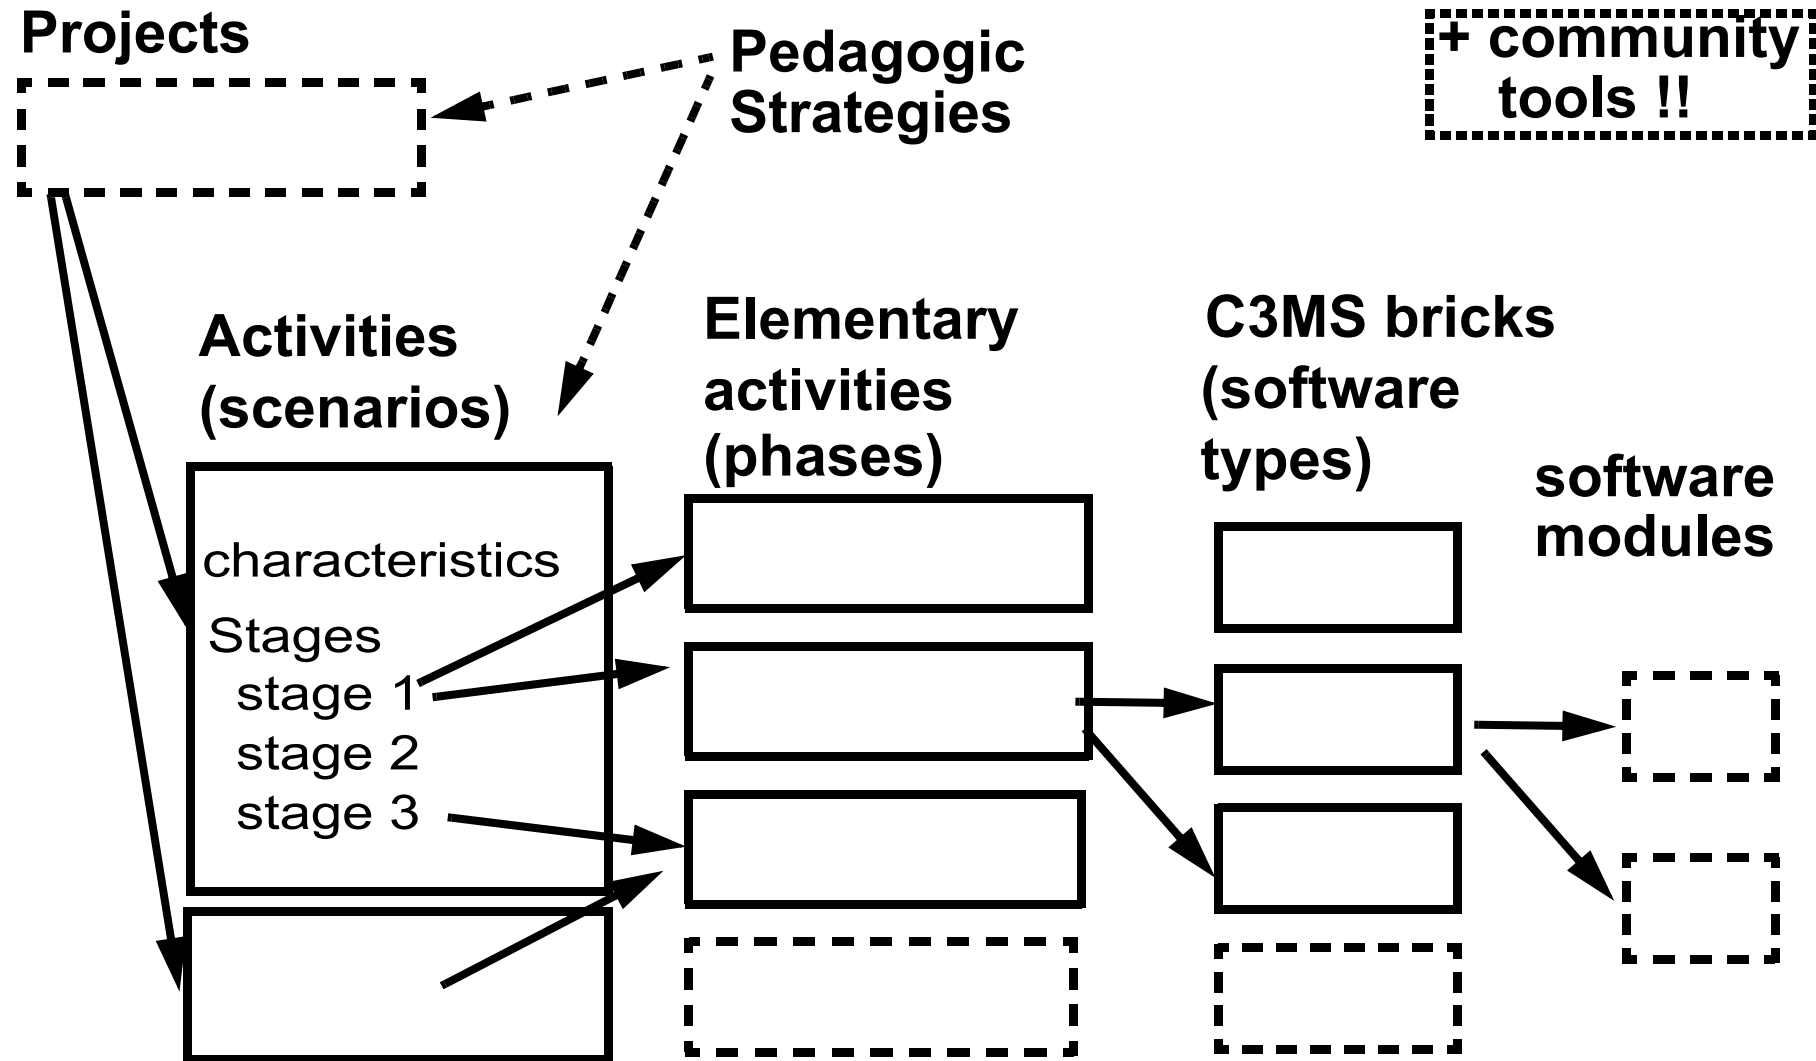 Projects
Pedagogic
Strategies
+ community
tools !!
Activities
(scenarios)
characteristics
Stages
stage 1
stage 2
stage 3
Elementary
activities
(phases)
C3MS bricks
(software
types)
software
modules